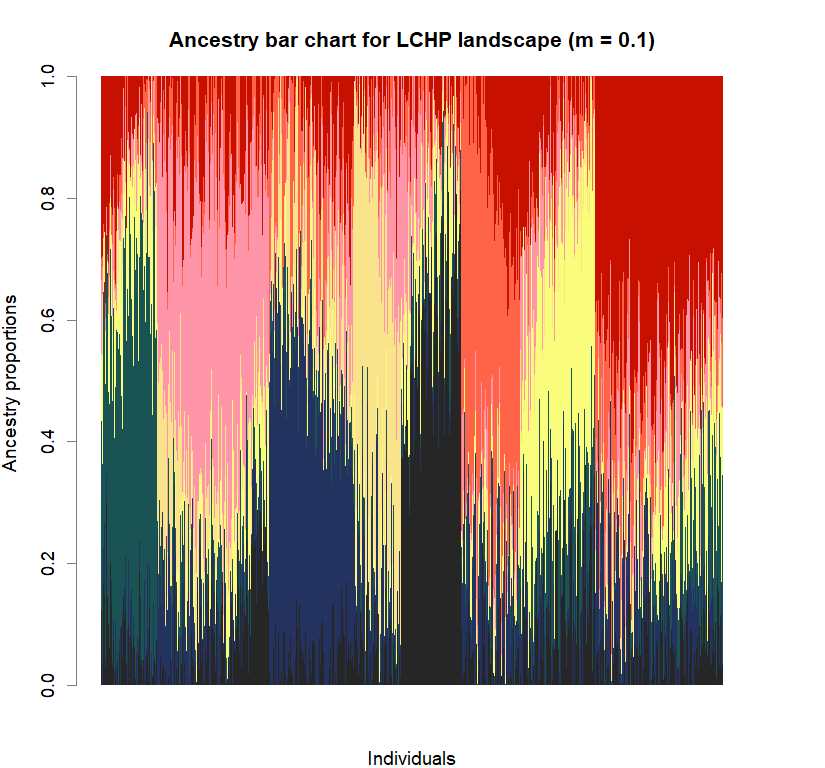 Ancestry bar chart for LCHP landscape (m = 0.1)
1.0
0.8
0.6
0.4
0.2
0.0
Ancestry proportions
Individuals